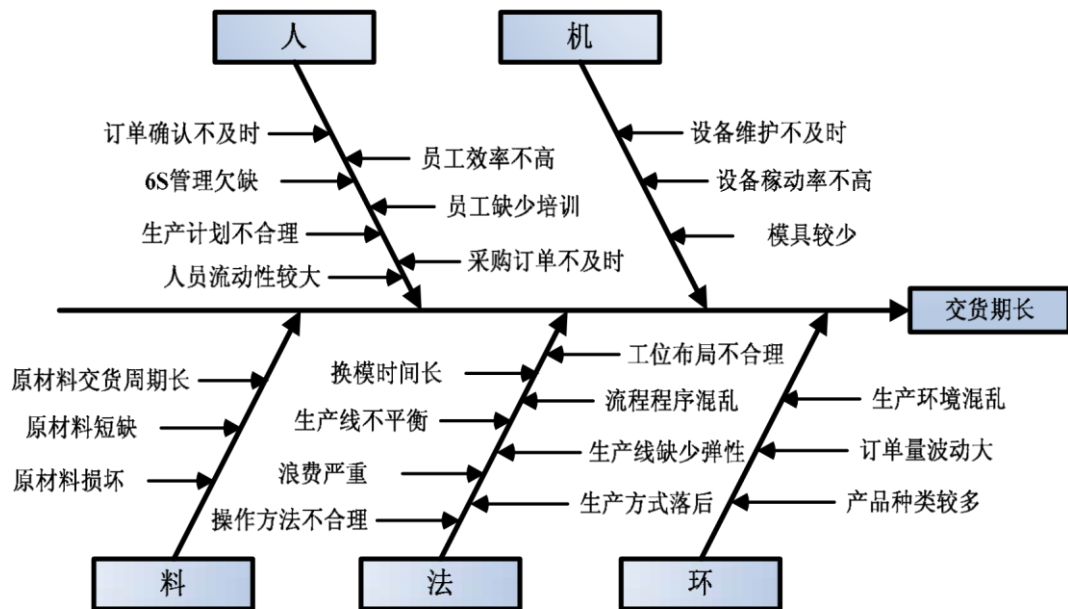 人
机
订单确认不及时
6S管理欠缺
生产计划不合理
人员流动性较大
员工效率不高
员工缺少培训
采购订单不及时
设备维护不及时
设备稼动率不高
模具较少
交货期长
原材料交货周期长
原材料短缺
原材料损坏
换模时间长
生产线不平衡
浪费严重
操作方法不合理
工位布局不合理
流程程序混乱
生产线缺少弹性
生产方式落后
生产环境混乱
订单量波动大
产品种类较多
料
法
环